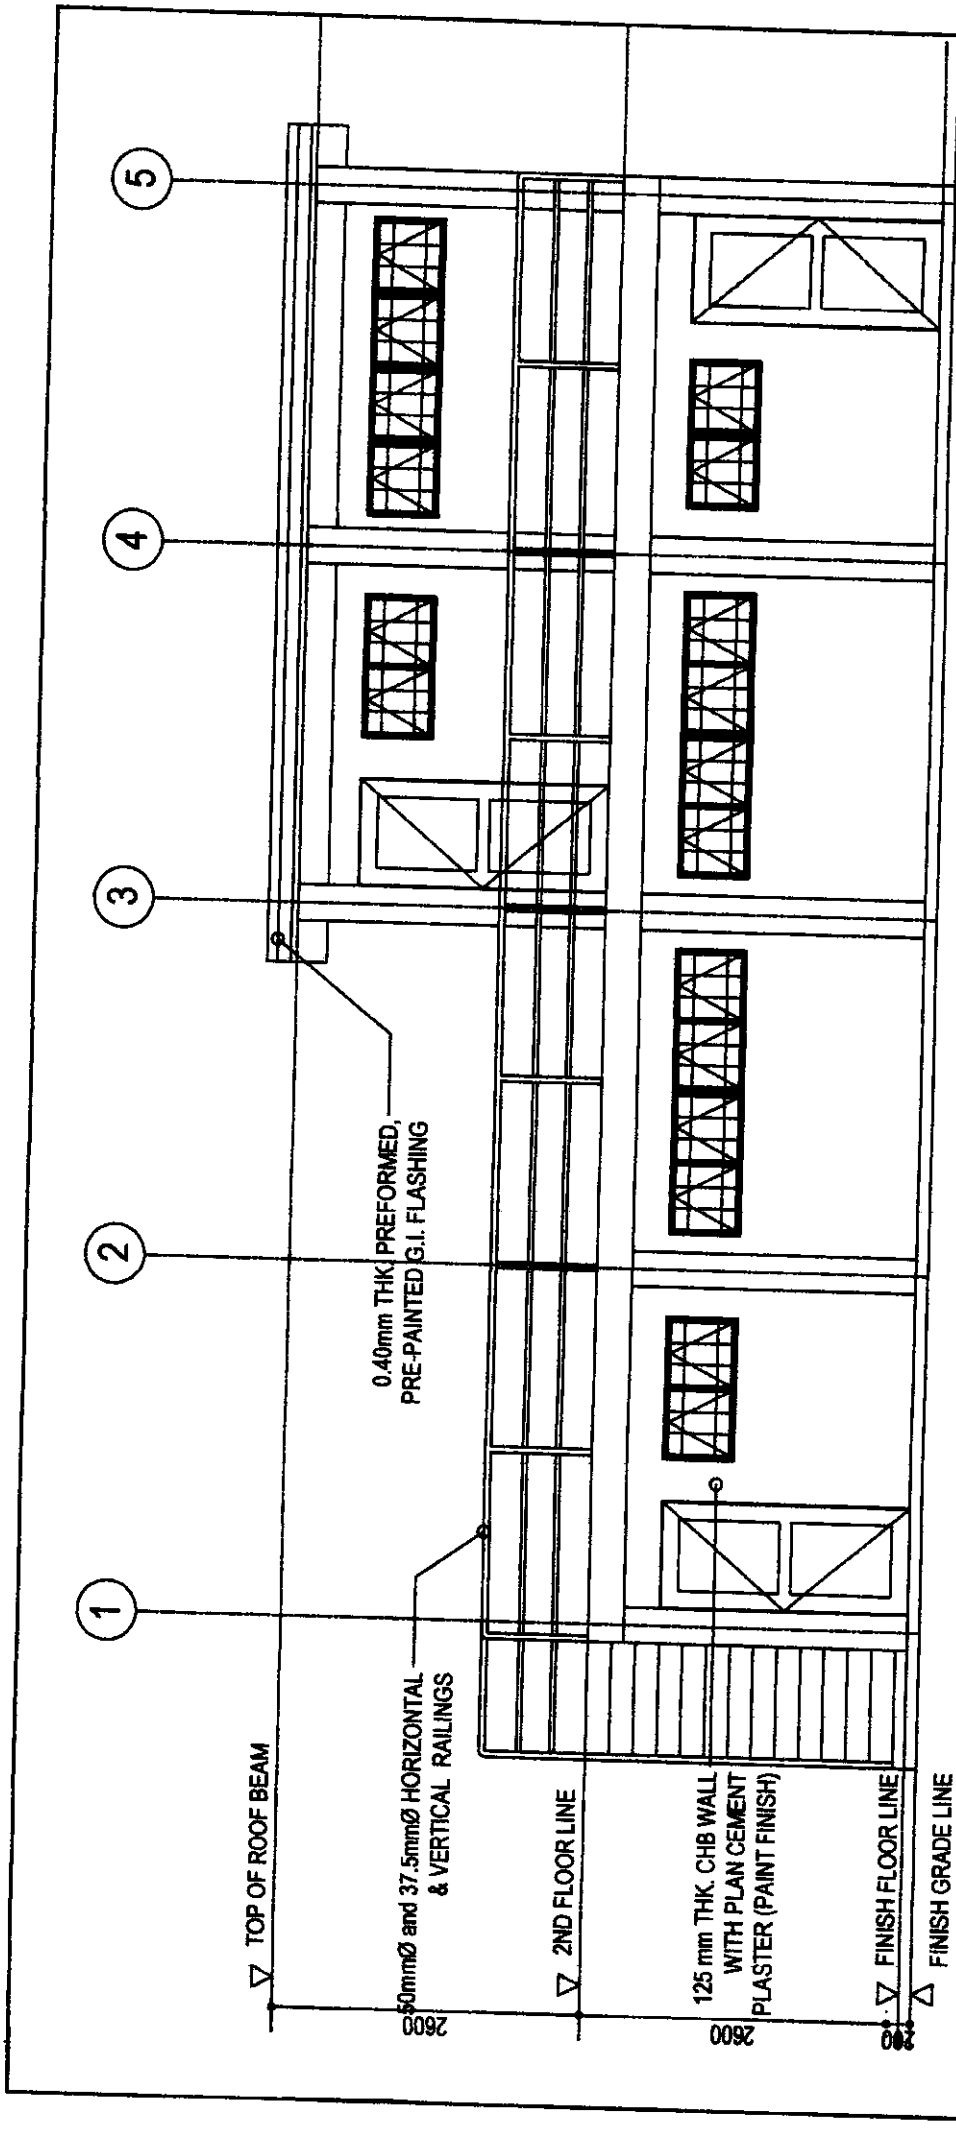 1
2
3
4
5
TOP OF ROOF BEAM
0.40mm THK. PREFORMED,
PRE-PAINTED G.I. FLASHING
50mmØ and 37.5mmØ HORIZONTAL
& VERTICAL RAILINGS
2ND FLOOR LINE
125 mm THK. CHB WALL
WITH PLAN CEMENT
PLASTER (PAINT FINISH)
FINISH FLOOR LINE
FINISH GRADE LINE
2600
2600